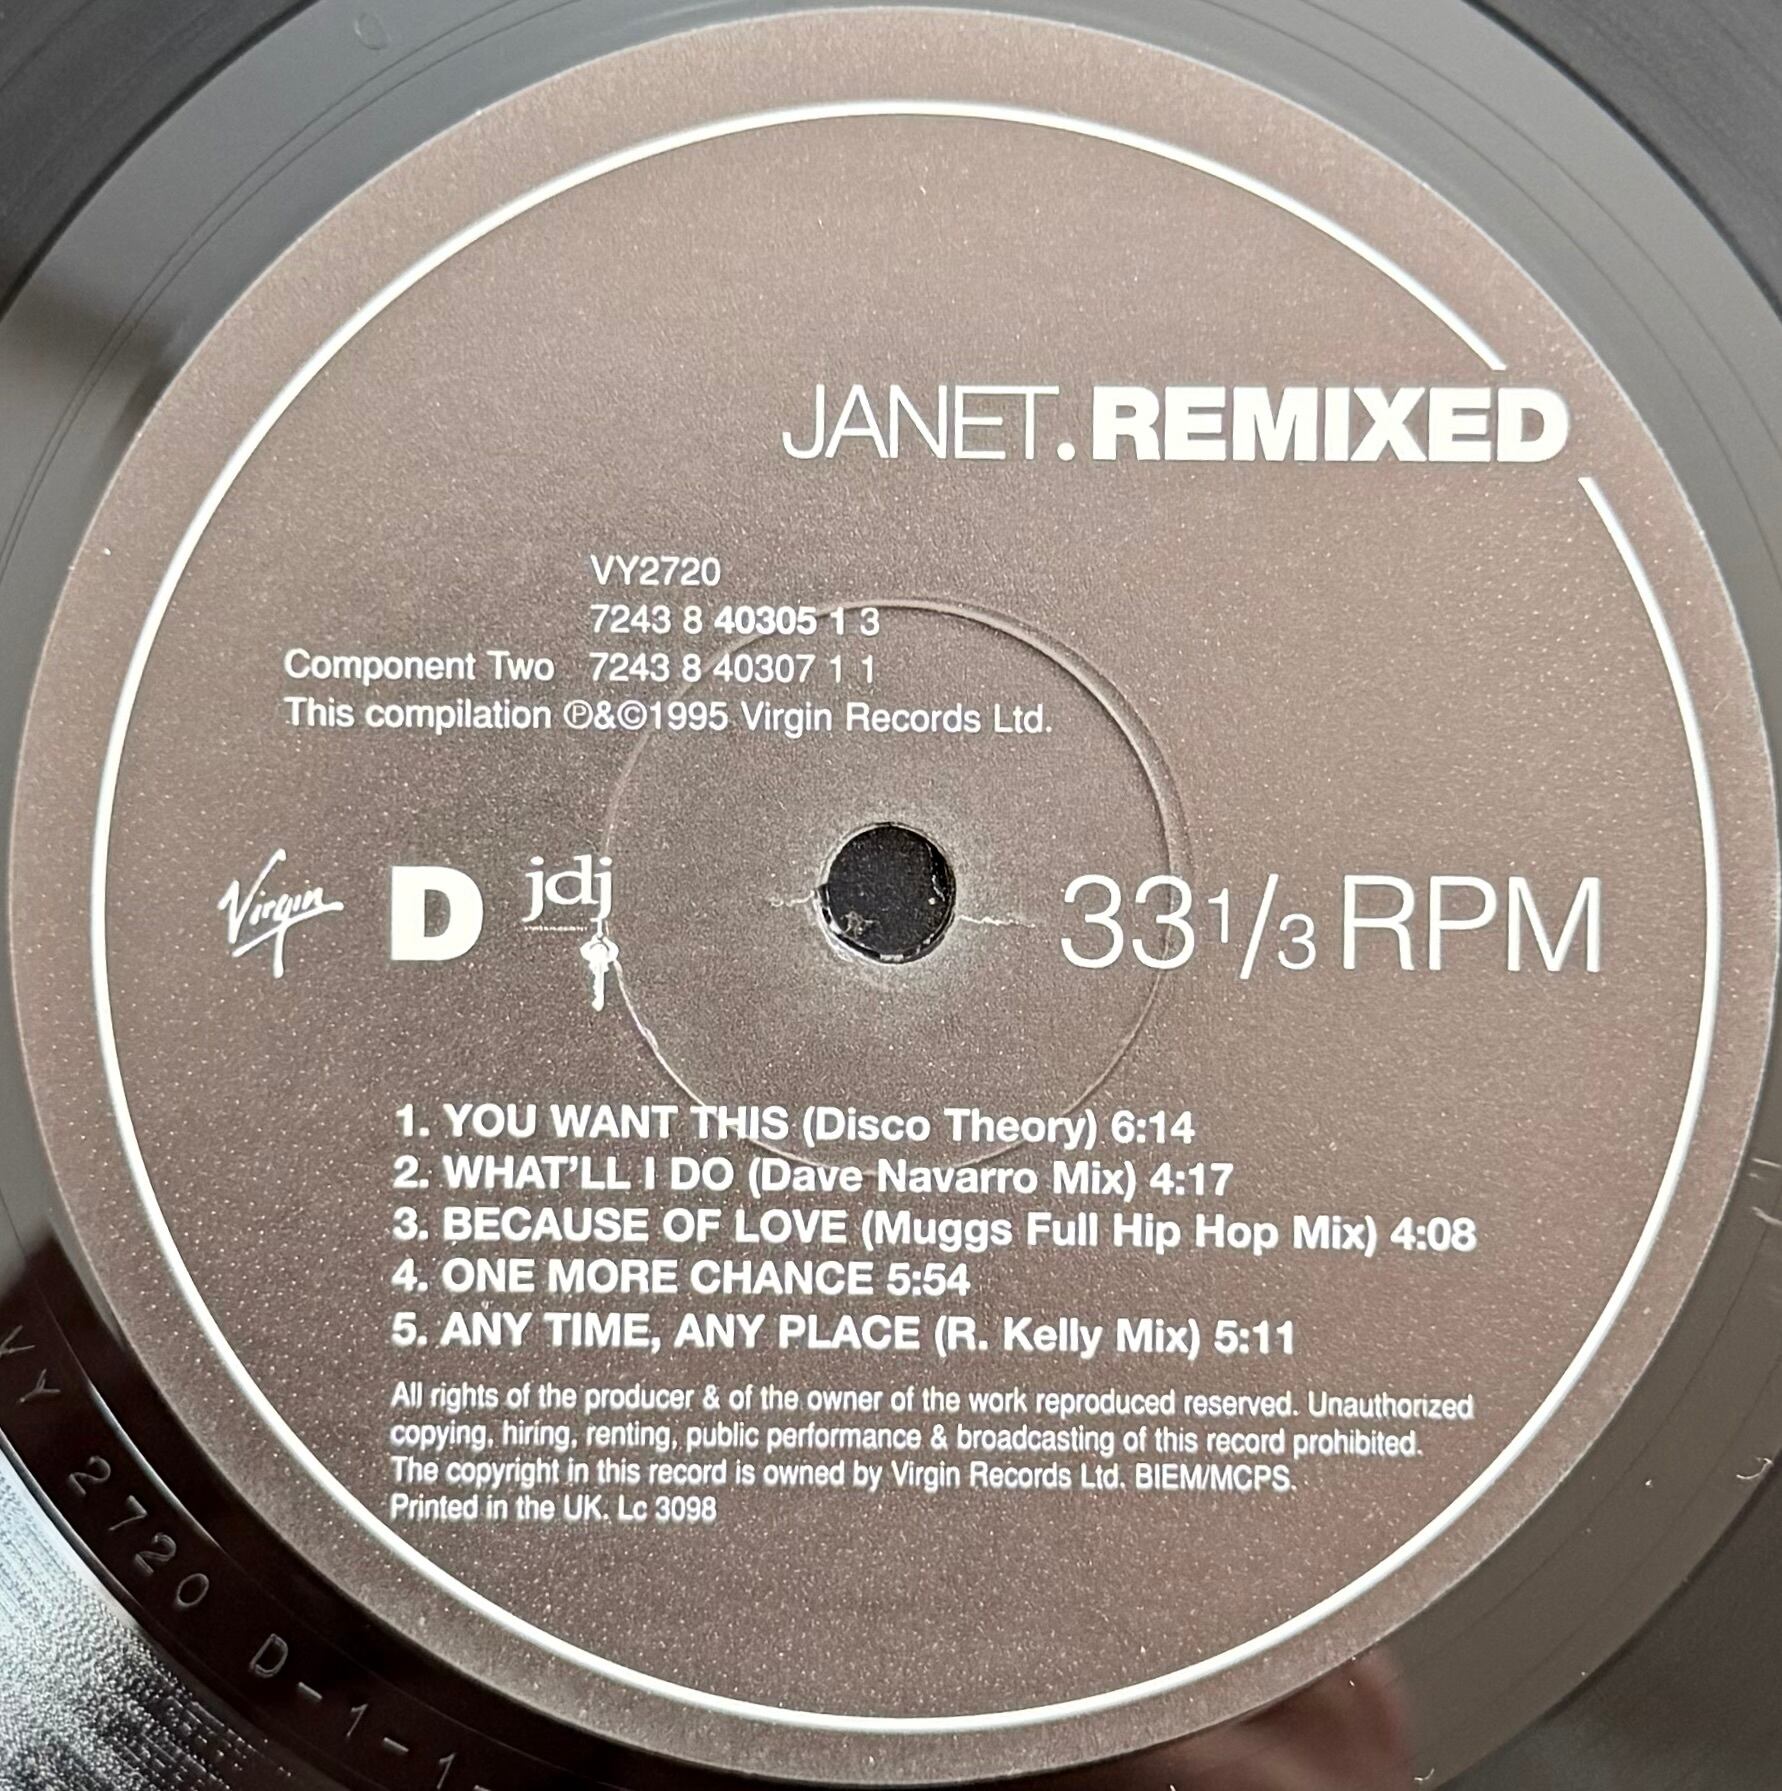 JANET.REMIXED
VY2720
7243 8 40305 1 3
Component Two 7243 8 40307 1 1
This compilation ℗&©1995 Virgin Records Ltd.
Virgin D jdj 33 1/3 RPM
1. YOU WANT THIS (Disco Theory) 6:14
2. WHAT'LL I DO (Dave Navarro Mix) 4:17
3. BECAUSE OF LOVE (Muggs Full Hip Hop Mix) 4:08
4. ONE MORE CHANCE 5:54
5. ANY TIME, ANY PLACE (R. Kelly Mix) 5:11
All rights of the producer & of the owner of the work reproduced reserved. Unauthorized
copying, hiring, renting, public performance & broadcasting of this record prohibited.
The copyright in this record is owned by Virgin Records Ltd. BIEM/MCPS.
Printed in the UK. Lc 3098
VY 2720 D-1-1-